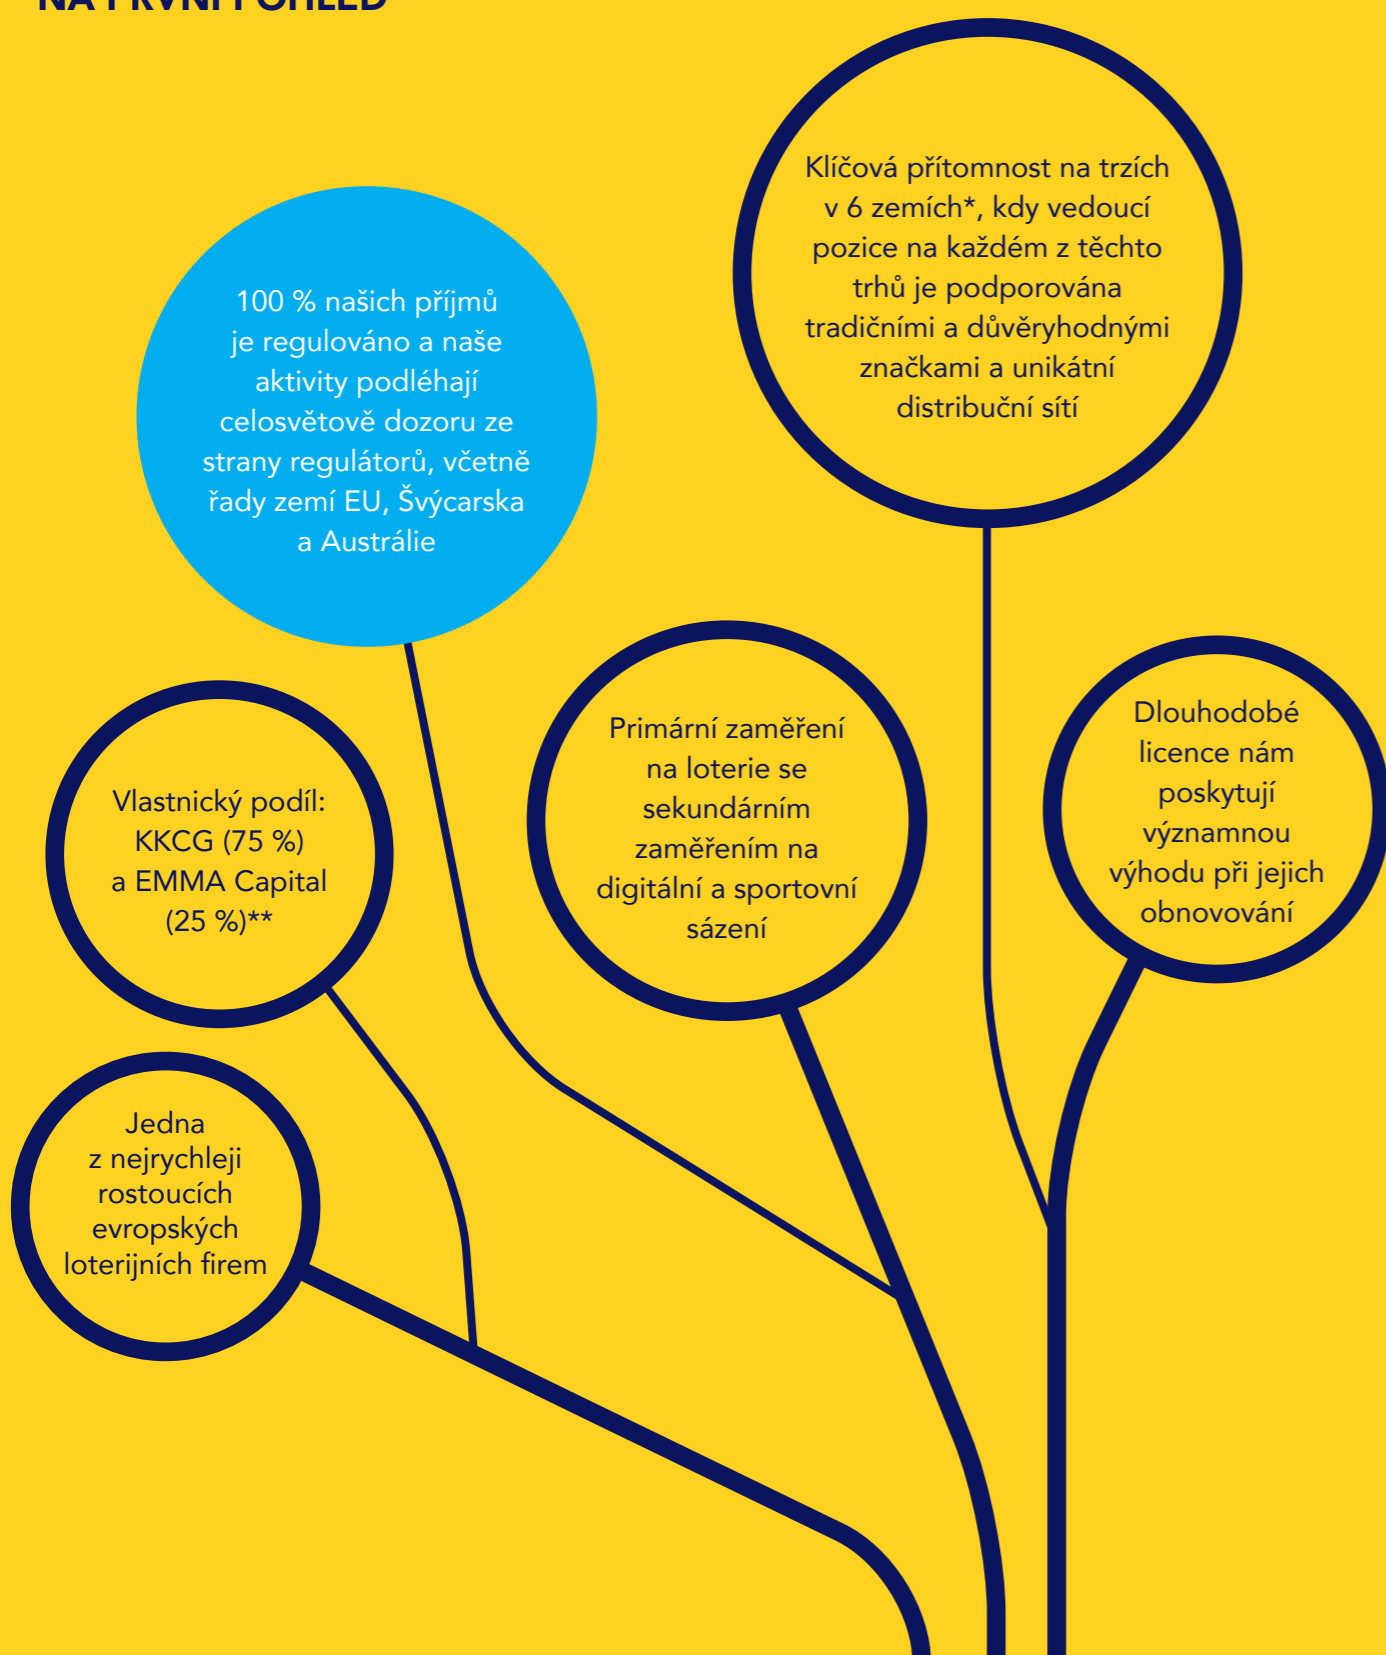 NA PRVNÍ POHLED
Klíčová přítomnost na trzích
v 6 zemích*, kdy vedoucí
pozice na každém z těchto
trhů je podporována
tradičními a důvěryhodnými
značkami a unikátní
distribuční sítí
100 % našich příjmů
je regulováno a naše
aktivity podléhají
celosvětově dozoru ze
strany regulátorů, včetně
řady zemí EU, Švýcarska
a Austrálie
Vlastnický podíl:
KKCG (75 %)
a EMMA Capital
(25 %)**
Primární zaměření
na loterie se
sekundárním
zaměřením na
digitální a sportovní
sázení
Dlouhodobé
licence nám
poskytují
významnou
výhodu při jejich
obnovování
Jedna
z nejrychleji
rostoucích
evropských
loterijních firem